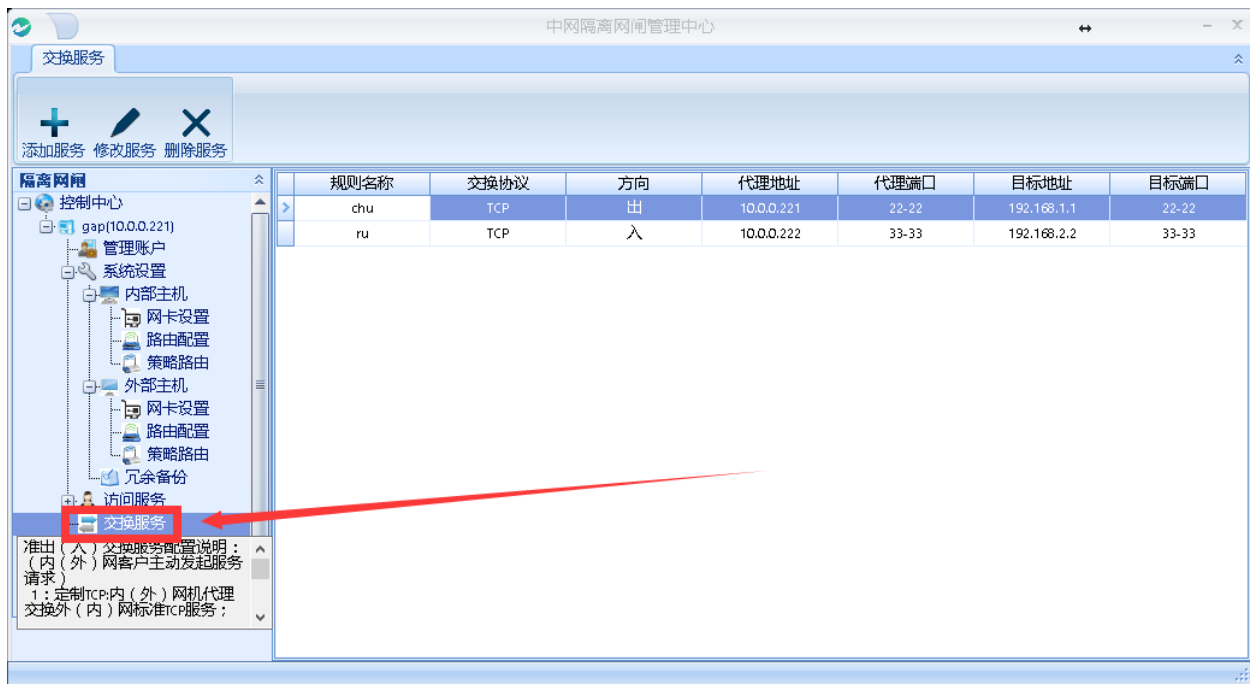 中网隔离网闸管理中心
交换服务
添加服务 修改服务 删除服务
隔离网闸
控制中心
gap(10.0.0.221)
管理账户
系统设置
内部主机
网卡设置
路由配置
策略路由
外部主机
网卡设置
路由配置
策略路由
冗余备份
访问服务
交换服务
准出（入）交换服务配置说明：
（内（外）网客户主动发起服务
请求）
1：定制TCP:内（外）网机代理
交换外（内）网标准TCP服务；
规则名称 交换协议 方向 代理地址 代理端口 目标地址 目标端口
chu TCP 出 10.0.0.221 22-22 192.168.1.1 22-22
ru TCP 入 10.0.0.222 33-33 192.168.2.2 33-33